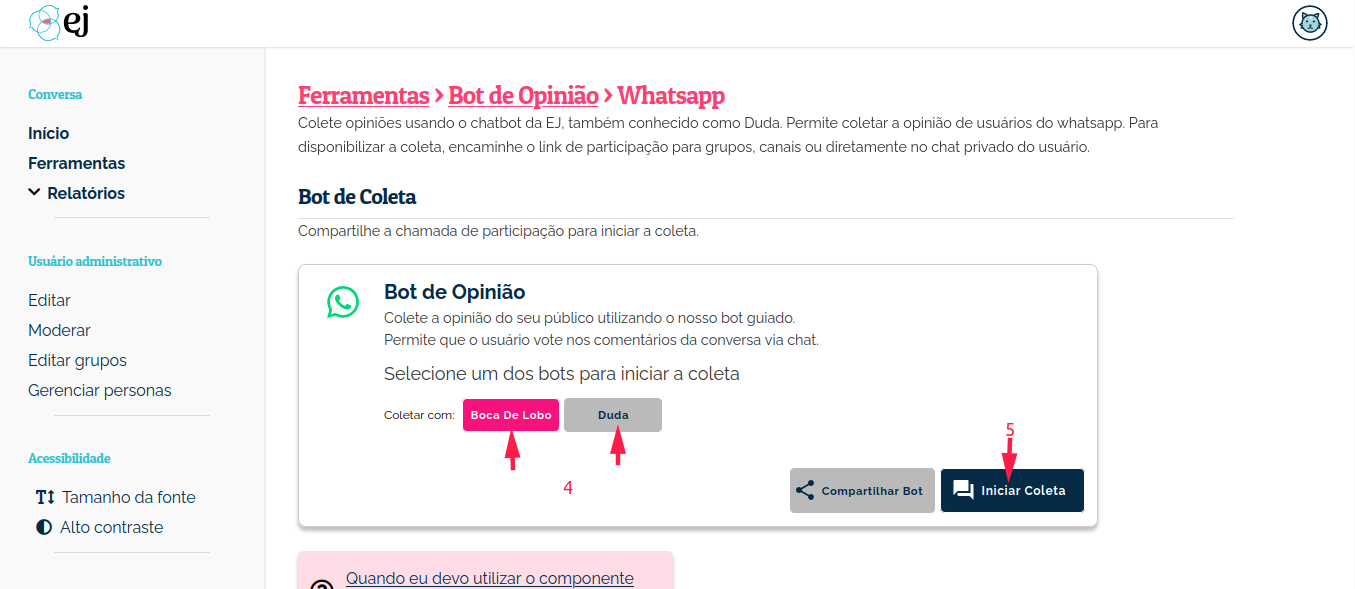 ej
Conversa
Início
Ferramentas
Relatórios
Usuário administrativo
Editar
Moderar
Editar grupos
Gerenciar personas
Acessibilidade
Tamanho da fonte
Alto contraste
Ferramentas > Bot de Opinião > Whatsapp
Colete opiniões usando o chatbot da EJ, também conhecido como Duda. Permite coletar a opinião de usuários do whatsapp. Para
disponibilizar a coleta, encaminhe o link de participação para grupos, canais ou diretamente no chat privado do usuário.
Bot de Coleta
Compartilhe a chamada de participação para iniciar a coleta.
Bot de Opinião
Colete a opinião do seu público utilizando o nosso bot guiado.
Permite que o usuário vote nos comentários da conversa via chat.
Selecione um dos bots para iniciar a coleta
Coletar com: Boca De Lobo Duda
4
5
Compartilhar Bot Iniciar Coleta
Quando eu devo utilizar o componente